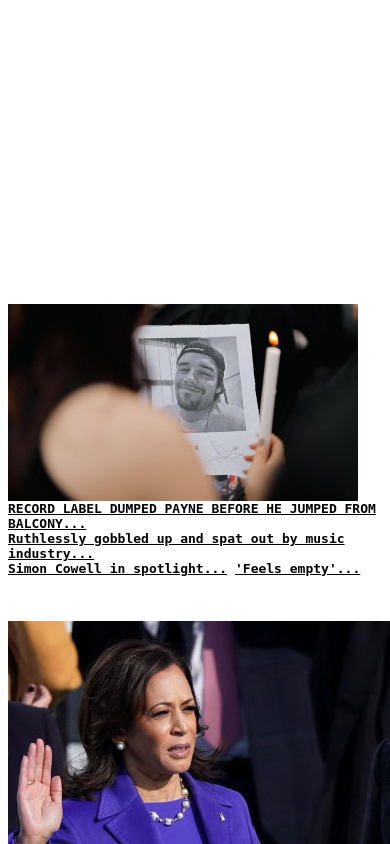 RECORD LABEL DUMPED PAYNE BEFORE HE JUMPED FROM
BALCONY...
Ruthlessly gobbled up and spat out by music
industry...
Simon Cowell in spotlight... 'Feels empty'...